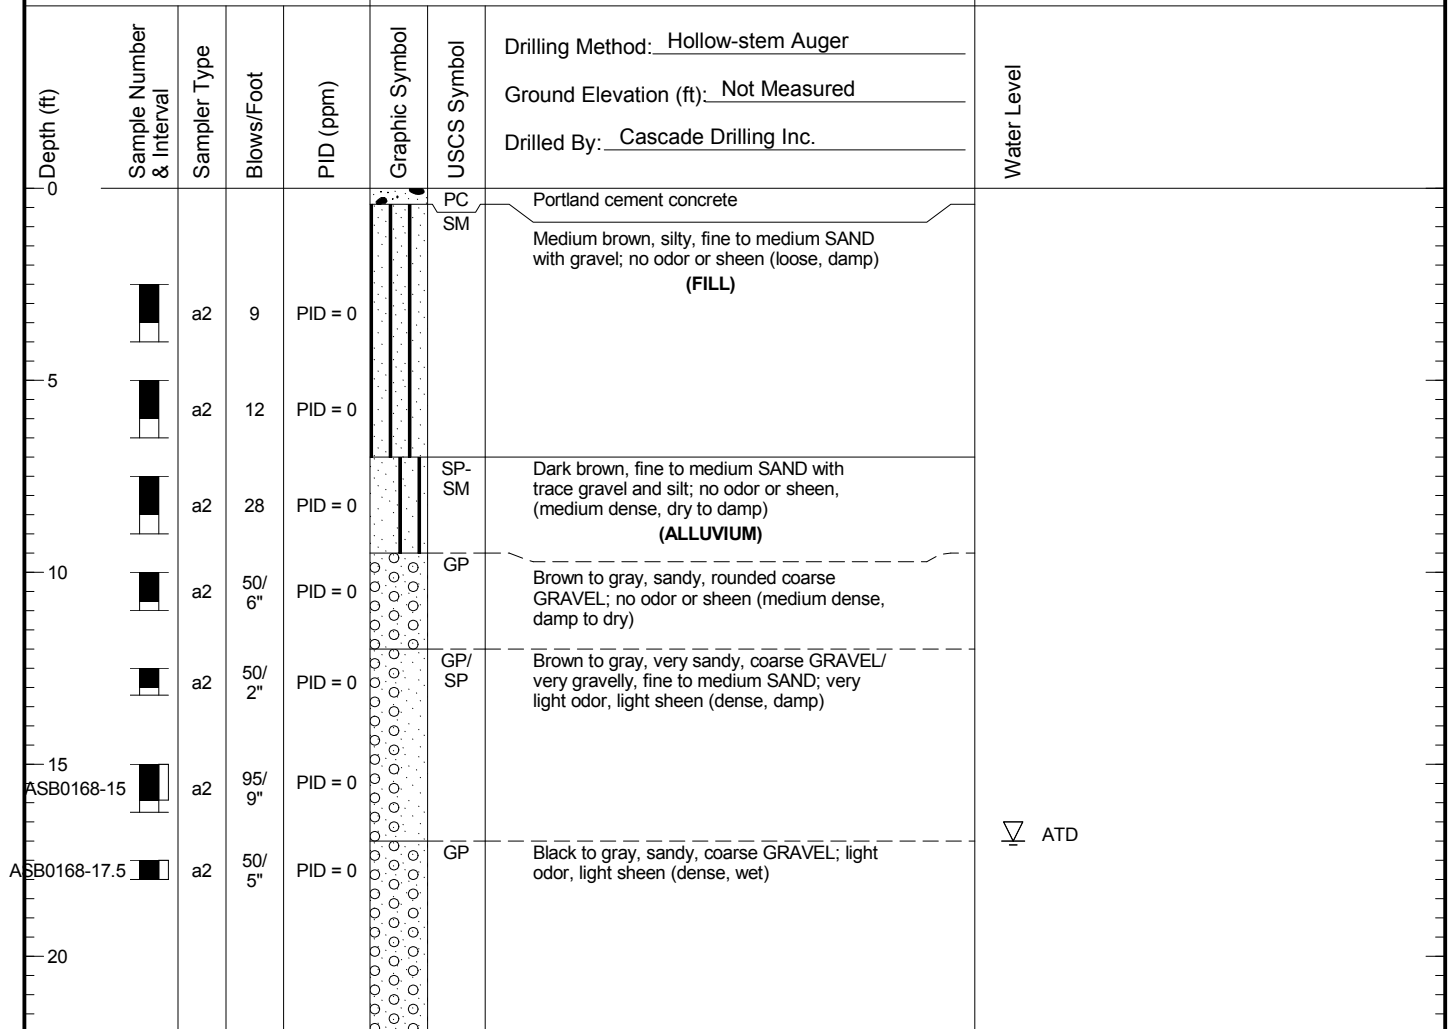 Depth (ft)
Sample Number
& Interval
Sampler Type
Blows/Foot
PID (ppm)
Graphic Symbol
USCS Symbol
Drilling Method: Hollow-stem Auger
Ground Elevation (ft): Not Measured
Drilled By: Cascade Drilling Inc.
Water Level
0
PC
Portland cement concrete
SM
Medium brown, silty, fine to medium SAND
with gravel; no odor or sheen (loose, damp)
(FILL)
a2 9 PID = 0
5
a2 12 PID = 0
SP-
SM
Dark brown, fine to medium SAND with
trace gravel and silt; no odor or sheen,
(medium dense, dry to damp)
(ALLUVIUM)
a2 28 PID = 0
GP
Brown to gray, sandy, rounded coarse
GRAVEL; no odor or sheen (medium dense,
damp to dry)
10
a2 50/
6"
PID = 0
GP/
SP
Brown to gray, very sandy, coarse GRAVEL/
very gravelly, fine to medium SAND; very
light odor, light sheen (dense, damp)
a2 50/
2"
PID = 0
15
ASB0168-15 a2 95/
9"
PID = 0
ATD
GP
Black to gray, sandy, coarse GRAVEL; light
odor, light sheen (dense, wet)
ASB0168-17.5 a2 50/
5"
PID = 0
20